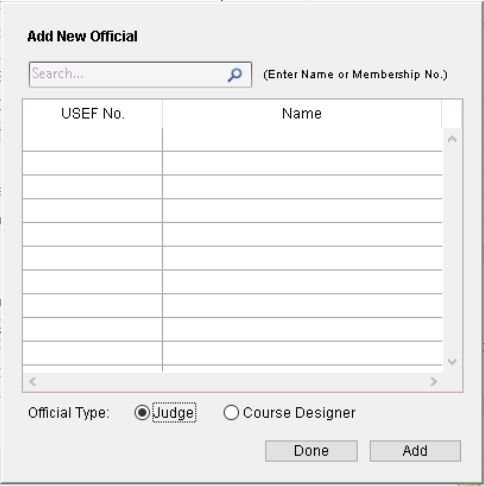 Add New Official
Search... (Enter Name or Membership No.)
USEF No. Name
Official Type: Judge Course Designer
Done Add